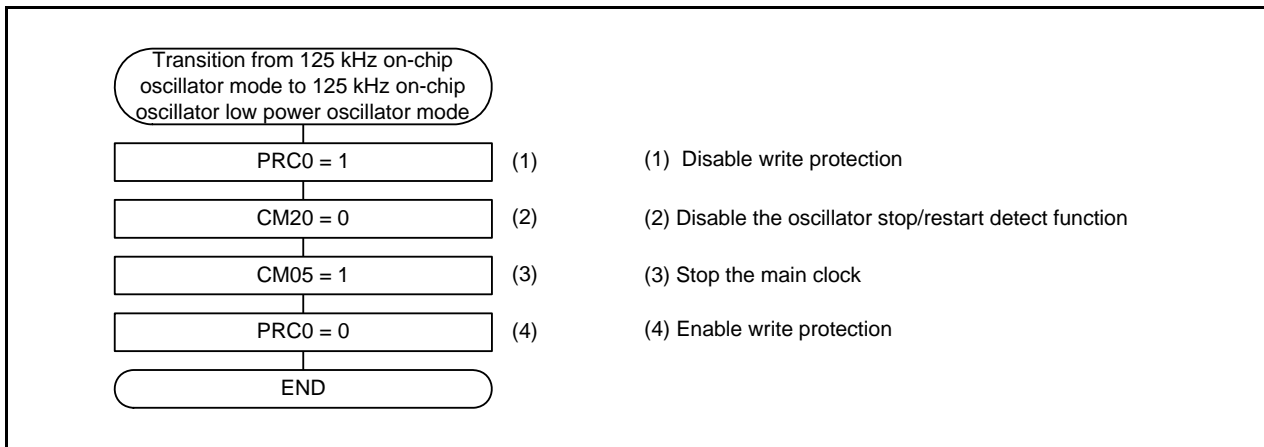 Transition from 125 kHz on-chip
oscillator mode to 125 kHz on-chip
oscillator low power oscillator mode
PRC0 = 1 (1) (1) Disable write protection
CM20 = 0 (2) (2) Disable the oscillator stop/restart detect function
CM05 = 1 (3) (3) Stop the main clock
PRC0 = 0 (4) (4) Enable write protection
END